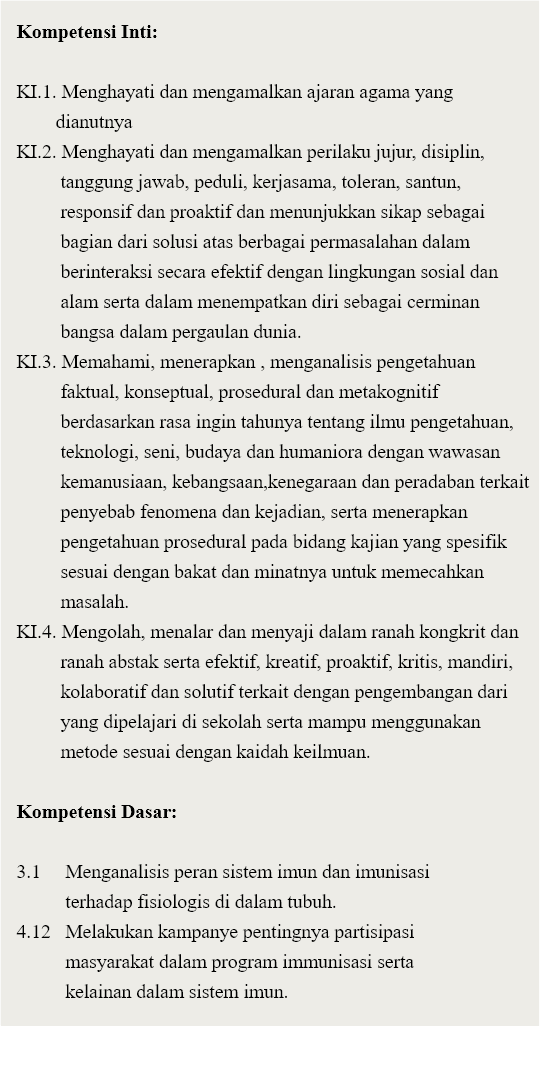 Kompetensi Inti:
KI.1. Menghayati dan mengamalkan ajaran agama yang
dianutnya
KI.2. Menghayati dan mengamalkan perilaku jujur, disiplin,
tanggung jawab, peduli, kerjasama, toleran, santun,
responsif dan proaktif dan menunjukkan sikap sebagai
bagian dari solusi atas berbagai permasalahan dalam
berinteraksi secara efektif dengan lingkungan sosial dan
alam serta dalam menempatkan diri sebagai cerminan
bangsa dalam pergaulan dunia.
KI.3. Memahami, menerapkan , menganalisis pengetahuan
faktual, konseptual, prosedural dan metakognitif
berdasarkan rasa ingin tahunya tentang ilmu pengetahuan,
teknologi, seni, budaya dan humaniora dengan wawasan
kemanusiaan, kebangsaan,kenegaraan dan peradaban terkait
penyebab fenomena dan kejadian, serta menerapkan
pengetahuan prosedural pada bidang kajian yang spesifik
sesuai dengan bakat dan minatnya untuk memecahkan
masalah.
KI.4. Mengolah, menalar dan menyaji dalam ranah kongkrit dan
ranah abstak serta efektif, kreatif, proaktif, kritis, mandiri,
kolaboratif dan solutif terkait dengan pengembangan dari
yang dipelajari di sekolah serta mampu menggunakan
metode sesuai dengan kaidah keilmuan.
Kompetensi Dasar:
3.1 Menganalisis peran sistem imun dan imunisasi
terhadap fisiologis di dalam tubuh.
4.12 Melakukan kampanye pentingnya partisipasi
masyarakat dalam program immunisasi serta
kelainan dalam sistem imun.